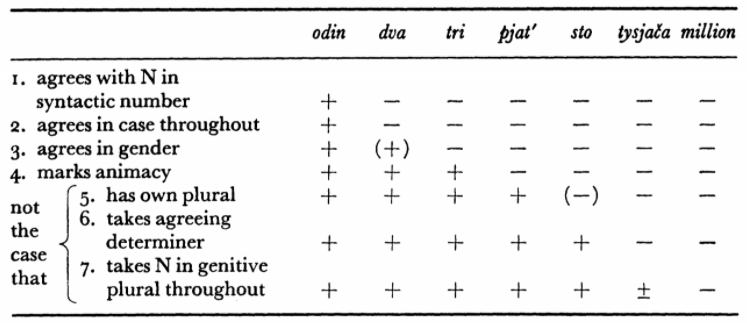 odin dva tri pjat′ sto tysjača million
1. agrees with N in
syntactic number + − − − − − −
2. agrees in case throughout + − − − − − −
3. agrees in gender + (+) − − − − −
4. marks animacy + + + − − − −
not the case that
5. has own plural + + + + (−) − −
6. takes agreeing
determiner + + + + + − −
7. takes N in genitive
plural throughout + + + + + ± −